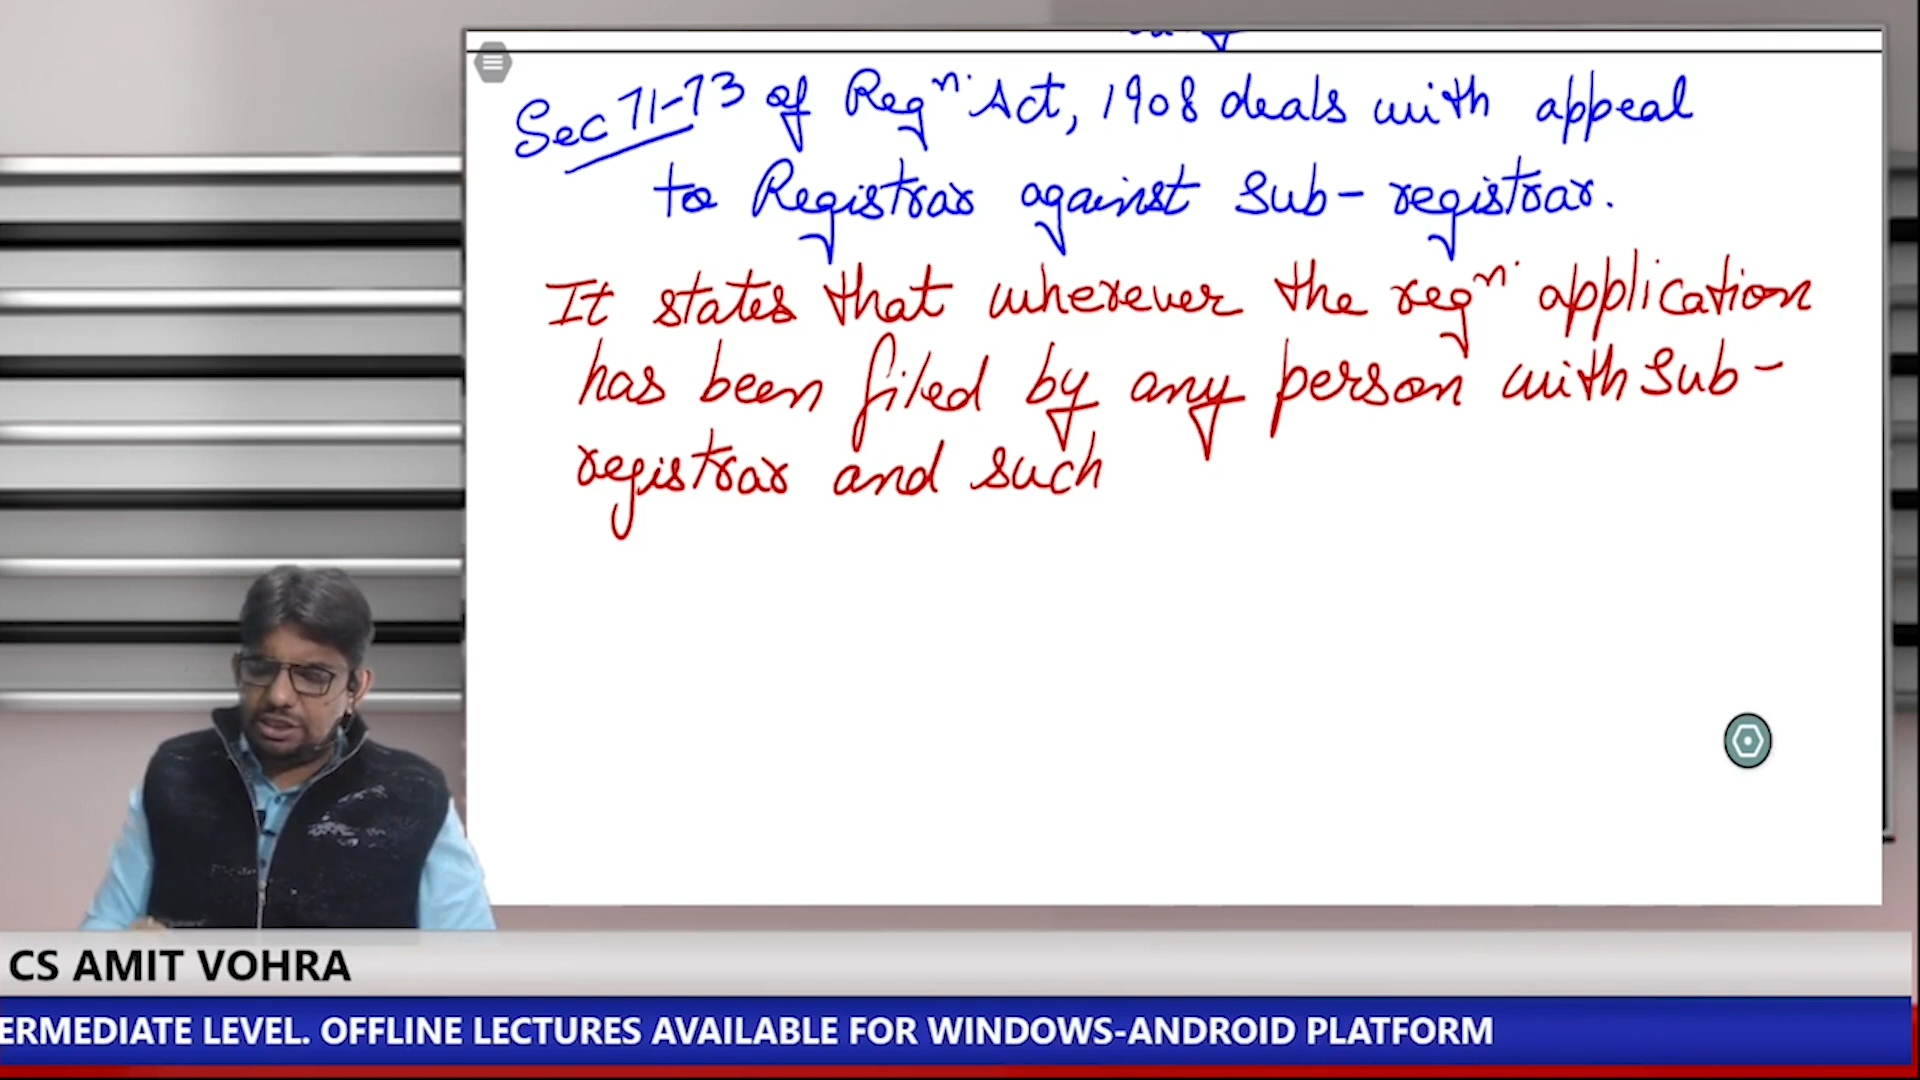 Sec 71-73 of Regⁿ· Act, 1908 deals with appeal
to Registrar against Sub-registrar.
It states that wherever the regⁿ· application
has been filed by any person with Sub-
registrar and such
CS AMIT VOHRA
ERMEDIATE LEVEL. OFFLINE LECTURES AVAILABLE FOR WINDOWS-ANDROID PLATFORM